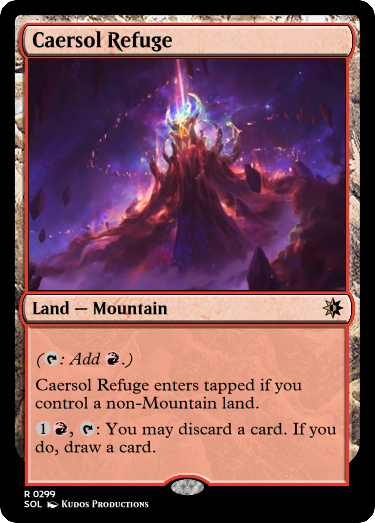 Caersol Refuge
Land — Mountain
(: Add .)
Caersol Refuge enters tapped if you
control a non-Mountain land.
1 , : You may discard a card. If you
do, draw a card.
R 0299
SOL Kudos Productions